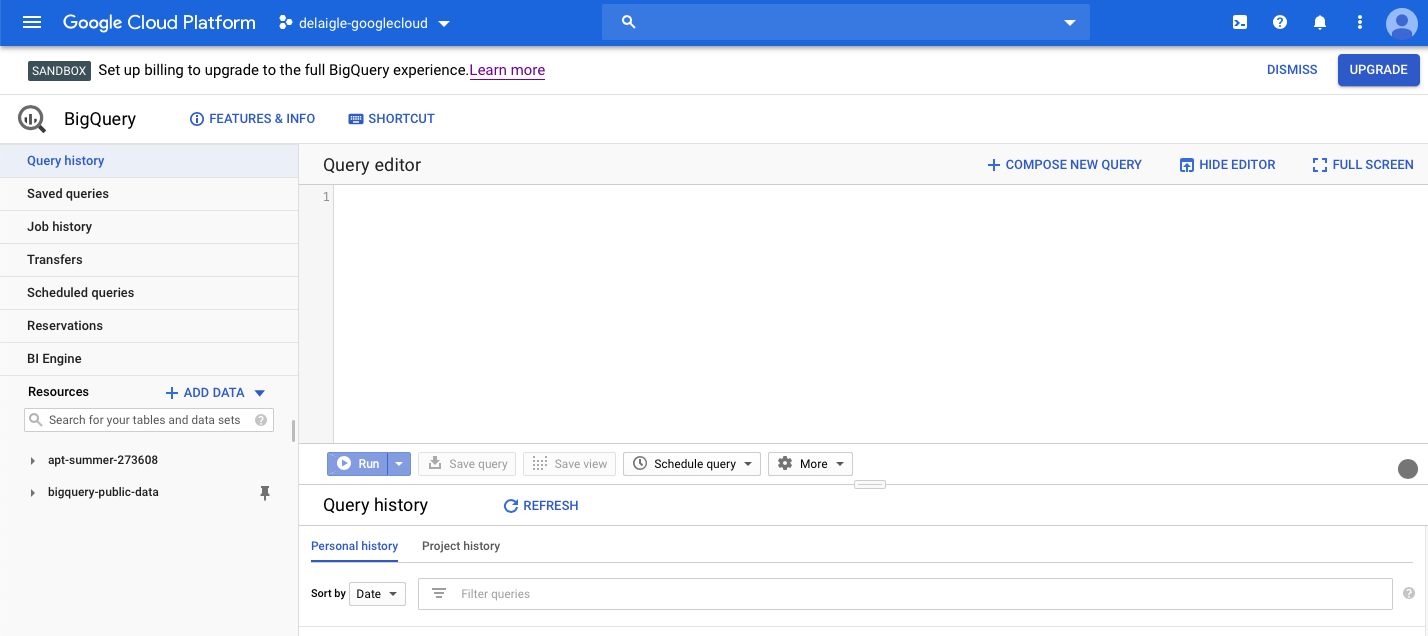 Google Cloud Platform delaigle-googlecloud
SANDBOX Set up billing to upgrade to the full BigQuery experience. Learn more DISMISS UPGRADE
BigQuery FEATURES & INFO SHORTCUT
Query history
Saved queries
Job history
Transfers
Scheduled queries
Reservations
BI Engine
Resources ADD DATA
Search for your tables and data sets
apt-summer-273608
bigquery-public-data
Query editor COMPOSE NEW QUERY HIDE EDITOR FULL SCREEN
1
Run Save query Save view Schedule query More
Query history REFRESH
Personal history Project history
Sort by Date Filter queries